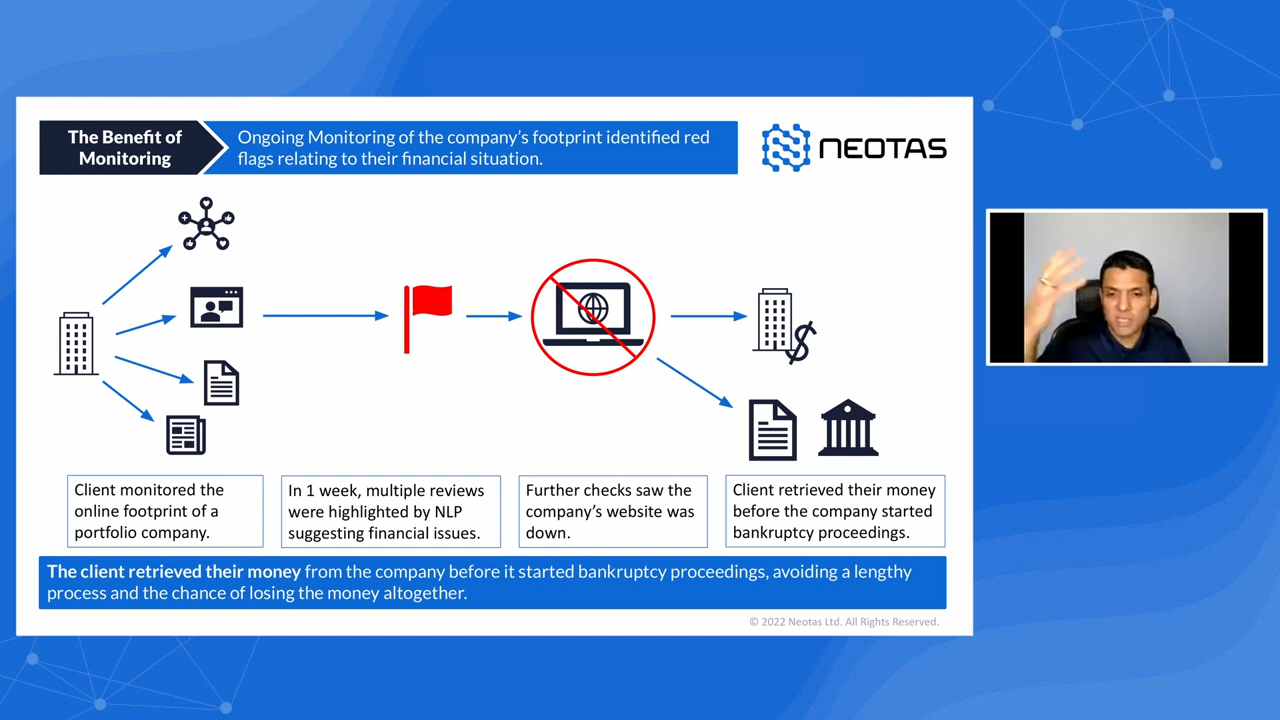 The Benefit of
Monitoring
Ongoing Monitoring of the company's footprint identified red
flags relating to their financial situation.
NEOTAS
Client monitored the
online footprint of a
portfolio company.
In 1 week, multiple reviews
were highlighted by NLP
suggesting financial issues.
Further checks saw the
company's website was
down.
Client retrieved their money
before the company started
bankruptcy proceedings.
The client retrieved their money from the company before it started bankruptcy proceedings, avoiding a lengthy
process and the chance of losing the money altogether.
© 2022 Neotas Ltd. All Rights Reserved.